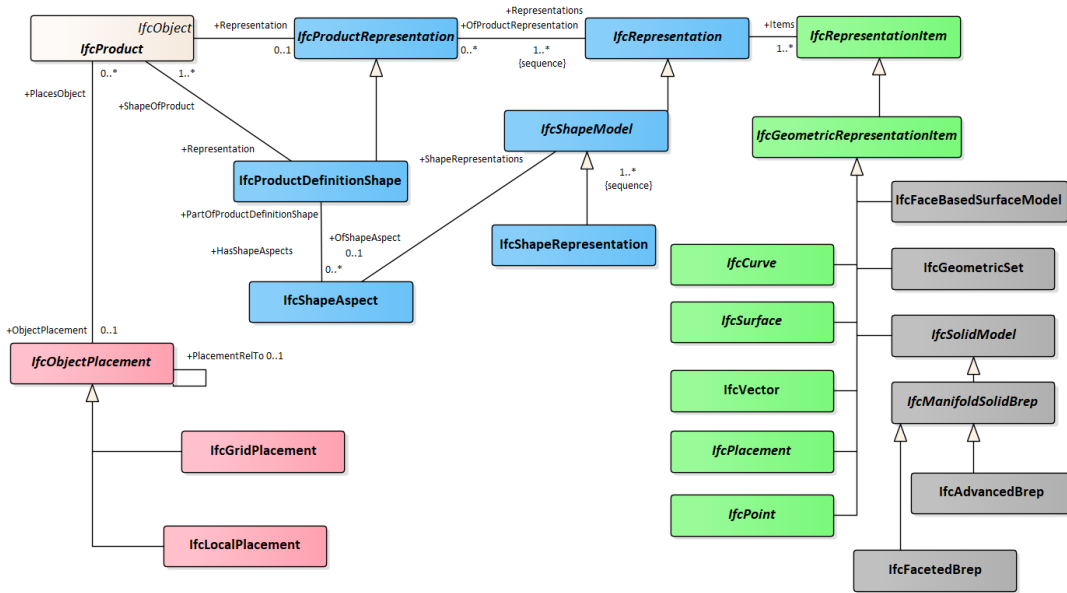 IfcObject
IfcProduct
+Representation
0..1
IfcProductRepresentation
+Representations
+OfProductRepresentation
0..*
1..*
{sequence}
IfcRepresentation
+Items
1..*
IfcRepresentationItem
0..*
1..*
+PlacesObject
+ShapeOfProduct
+Representation
IfcShapeModel
IfcGeometricRepresentationItem
+ShapeRepresentations
1..*
{sequence}
IfcProductDefinitionShape
IfcFaceBasedSurfaceModel
+PartOfProductDefinitionShape
+HasShapeAspects
+OfShapeAspect
0..1
0..*
IfcShapeRepresentation
IfcCurve
IfcGeometricSet
IfcShapeAspect
IfcSurface
IfcSolidModel
+ObjectPlacement
0..1
IfcObjectPlacement
+PlacementRelTo 0..1
IfcVector
IfcManifoldSolidBrep
IfcGridPlacement
IfcPlacement
IfcAdvancedBrep
IfcPoint
IfcLocalPlacement
IfcFacetedBrep